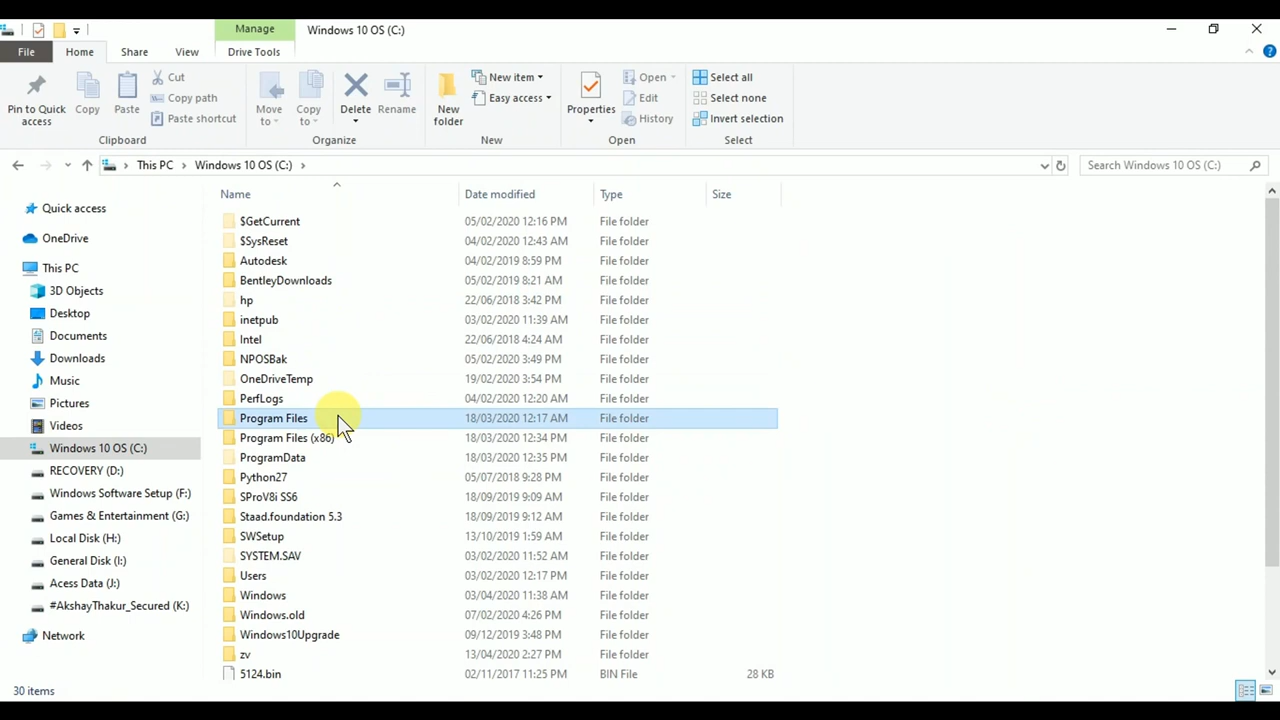 Manage
Windows 10 OS (C:)
File
Home
Share
View
Drive Tools
Pin to Quick access
Copy
Paste
Cut
Copy path
Paste shortcut
Clipboard
Move to
Copy to
Delete
Rename
Organize
New folder
New item
Easy access
New
Properties
Open
Edit
History
Open
Select all
Select none
Invert selection
Select
This PC > Windows 10 OS (C:) >
Search Windows 10 OS (C:)
Quick access
OneDrive
This PC
3D Objects
Desktop
Documents
Downloads
Music
Pictures
Videos
Windows 10 OS (C:)
RECOVERY (D:)
Windows Software Setup (F:)
Games & Entertainment (G:)
Local Disk (H:)
General Disk (I:)
Acess Data (J:)
#AkshayThakur_Secured (K:)
Network
Name Date modified Type Size
$GetCurrent 05/02/2020 12:16 PM File folder
$SysReset 04/02/2020 12:43 AM File folder
Autodesk 04/02/2019 8:59 PM File folder
BentleyDownloads 05/02/2019 8:21 AM File folder
hp 22/06/2018 3:42 PM File folder
inetpub 03/02/2020 11:39 AM File folder
Intel 22/06/2018 4:24 AM File folder
NPOSBak 05/02/2020 3:49 PM File folder
OneDriveTemp 19/02/2020 3:54 PM File folder
PerfLogs 04/02/2020 12:20 AM File folder
Program Files 18/03/2020 12:17 AM File folder
Program Files (x86) 18/03/2020 12:34 PM File folder
ProgramData 18/03/2020 12:35 PM File folder
Python27 05/07/2018 9:28 PM File folder
SProV8i SS6 18/09/2019 9:09 AM File folder
Staad.foundation 5.3 18/09/2019 9:12 AM File folder
SWSetup 13/10/2019 1:59 AM File folder
SYSTEM.SAV 03/02/2020 11:52 AM File folder
Users 03/02/2020 12:17 PM File folder
Windows 03/04/2020 11:38 AM File folder
Windows.old 07/02/2020 4:26 PM File folder
Windows10Upgrade 09/12/2019 3:48 PM File folder
zv 13/04/2020 2:27 PM File folder
5124.bin 02/11/2017 11:25 PM BIN File 28 KB
30 items